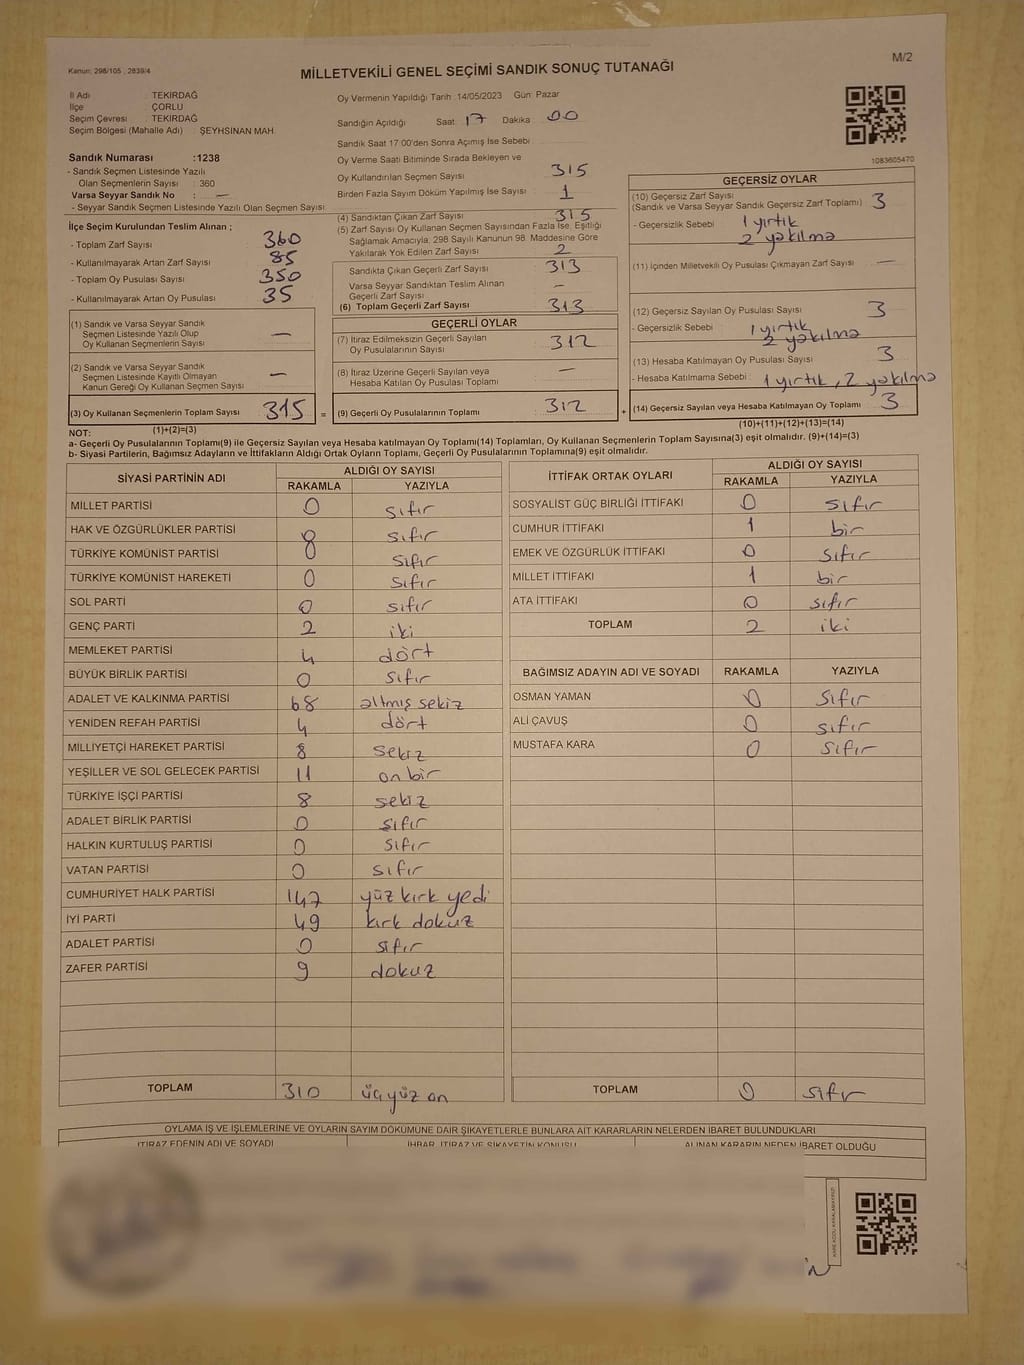 Kanun: 298/105 , 2839/4
M/2
MİLLETVEKİLİ GENEL SEÇİMİ SANDIK SONUÇ TUTANAĞI
İl Adı : TEKİRDAĞ
İlçe : ÇORLU
Seçim Çevresi : TEKİRDAĞ
Seçim Bölgesi (Mahalle Adı) : ŞEYHSİNAN MAH.
Sandık Numarası :1238
- Sandık Seçmen Listesinde Yazılı
Olan Seçmenlerin Sayısı : 360
Varsa Seyyar Sandık No : —
- Seyyar Sandık Seçmen Listesinde Yazılı Olan Seçmen Sayısı:
İlçe Seçim Kurulundan Teslim Alınan ;
- Toplam Zarf Sayısı 360
- Kullanılmayarak Artan Zarf Sayısı 85
- Toplam Oy Pusulası Sayısı 350
- Kullanılmayarak Artan Oy Pusulası 35
(1) Sandık ve Varsa Seyyar Sandık
Seçmen Listesinde Yazılı Olup
Oy Kullanan Seçmenlerin Sayısı —
(2) Sandık ve Varsa Seyyar Sandık
Seçmen Listesinde Kayıtlı Olmayan
Kanun Gereği Oy Kullanan Seçmen Sayısı —
(3) Oy Kullanan Seçmenlerin Toplam Sayısı 315 =
(1)+(2)=(3)
Oy Vermenin Yapıldığı Tarih :14/05/2023 Gün: Pazar
Sandığın Açıldığı Saat: 17 Dakika : 00
Sandık Saat 17:00'den Sonra Açımış İse Sebebi :
Oy Verme Saati Bitiminde Sırada Bekleyen ve
Oy Kullandırılan Seçmen Sayısı : 315
Birden Fazla Sayım Döküm Yapılmış İse Sayısı : 1
(4) Sandıktan Çıkan Zarf Sayısı 315
(5) Zarf Sayısı Oy Kullanan Seçmen Sayısından Fazla İse, Eşitliği
Sağlamak Amacıyla, 298 Sayılı Kanunun 98. Maddesine Göre
Yakılarak Yok Edilen Zarf Sayısı 2
Sandıkta Çıkan Geçerli Zarf Sayısı : 313
Varsa Seyyar Sandıktan Teslim Alınan
Geçerli Zarf Sayısı : –
(6) Toplam Geçerli Zarf Sayısı : 313
GEÇERLİ OYLAR
(7) İtiraz Edilmeksizin Geçerli Sayılan
Oy Pusulalarının Sayısı : 312
(8) İtiraz Üzerine Geçerli Sayılan veya
Hesaba Katılan Oy Pusulası Toplamı : —
(9) Geçerli Oy Pusulalarının Toplamı : 312 +
1083605470
GEÇERSİZ OYLAR
(10) Geçersiz Zarf Sayısı
(Sandık ve Varsa Seyyar Sandık Geçersiz Zarf Toplamı) : 3
- Geçersizlik Sebebi : 1 yırtık
2 yakılma
(11) İçinden Milletvekili Oy Pusulası Çıkmayan Zarf Sayısı : —
(12) Geçersiz Sayılan Oy Pusulası Sayısı : 3
- Geçersizlik Sebebi : 1 yırtık
2 yakılma
(13) Hesaba Katılmayan Oy Pusulası Sayısı : 3
- Hesaba Katılmama Sebebi : 1 yırtık, 2 yakılma
(14) Geçersiz Sayılan veya Hesaba Katılmayan Oy Toplamı : 3
(10)+(11)+(12)+(13)=(14)
NOT:
a- Geçerli Oy Pusulaları Toplamı(9) ile Geçersiz Sayılan veya Hesaba katılmayan Oy Toplamı(14) Toplamları, Oy Kullanan Seçmenlerin Toplam Sayısına(3) eşit olmalıdır. (9)+(14)=(3)
b- Siyasi Partilerin, Bağımsız Adayların ve İttifakların Aldığı Ortak Oyların Toplamı, Geçerli Oy Pusulalarının Toplamına(9) eşit olmalıdır.
SİYASİ PARTİNİN ADI
ALDIĞI OY SAYISI
RAKAMLA YAZIYLA
MİLLET PARTİSİ 0 sıfır
HAK VE ÖZGÜRLÜKLER PARTİSİ 0 sıfır
TÜRKİYE KOMÜNİST PARTİSİ 0 sıfır
TÜRKİYE KOMÜNİST HAREKETİ 0 sıfır
SOL PARTİ 0 sıfır
GENÇ PARTİ 2 iki
MEMLEKET PARTİSİ 4 dört
BÜYÜK BİRLİK PARTİSİ 0 sıfır
ADALET VE KALKINMA PARTİSİ 68 altmış sekiz
YENİDEN REFAH PARTİSİ 4 dört
MİLLİYETÇİ HAREKET PARTİSİ 8 sekiz
YEŞİLLER VE SOL GELECEK PARTİSİ 11 on bir
TÜRKİYE İŞÇİ PARTİSİ 8 sekiz
ADALET BİRLİK PARTİSİ 0 sıfır
HALKIN KURTULUŞ PARTİSİ 0 sıfır
VATAN PARTİSİ 0 sıfır
CUMHURİYET HALK PARTİSİ 147 yüz kırk yedi
İYİ PARTİ 49 kırk dokuz
ADALET PARTİSİ 0 sıfır
ZAFER PARTİSİ 9 dokuz
TOPLAM 310 üçyüz on
İTTİFAK ORTAK OYLARI
ALDIĞI OY SAYISI
RAKAMLA YAZIYLA
SOSYALİST GÜÇ BİRLİĞİ İTTİFAKI 0 sıfır
CUMHUR İTTİFAKI 1 bir
EMEK VE ÖZGÜRLÜK İTTİFAKI 0 sıfır
MİLLET İTTİFAKI 1 bir
ATA İTTİFAKI 0 sıfır
TOPLAM 2 iki
BAĞIMSIZ ADAYIN ADI VE SOYADI RAKAMLA YAZIYLA
OSMAN YAMAN 0 sıfır
ALİ ÇAVUŞ 0 sıfır
MUSTAFA KARA 0 sıfır
TOPLAM 0 sıfır
OYLAMA İŞ VE İŞLEMLERİNE VE OYLARIN SAYIM DÖKÜMÜNE DAİR ŞİKAYETLERLE BUNLARA AİT KARARLARIN NELERDEN İBARET BULUNDUKLARI
İTİRAZ EDENİN ADI VE SOYADI İHBAR, İTİRAZ VE ŞİKAYETİN KONUSU ALINAN KARARIN NEDEN İBARET OLDUĞU